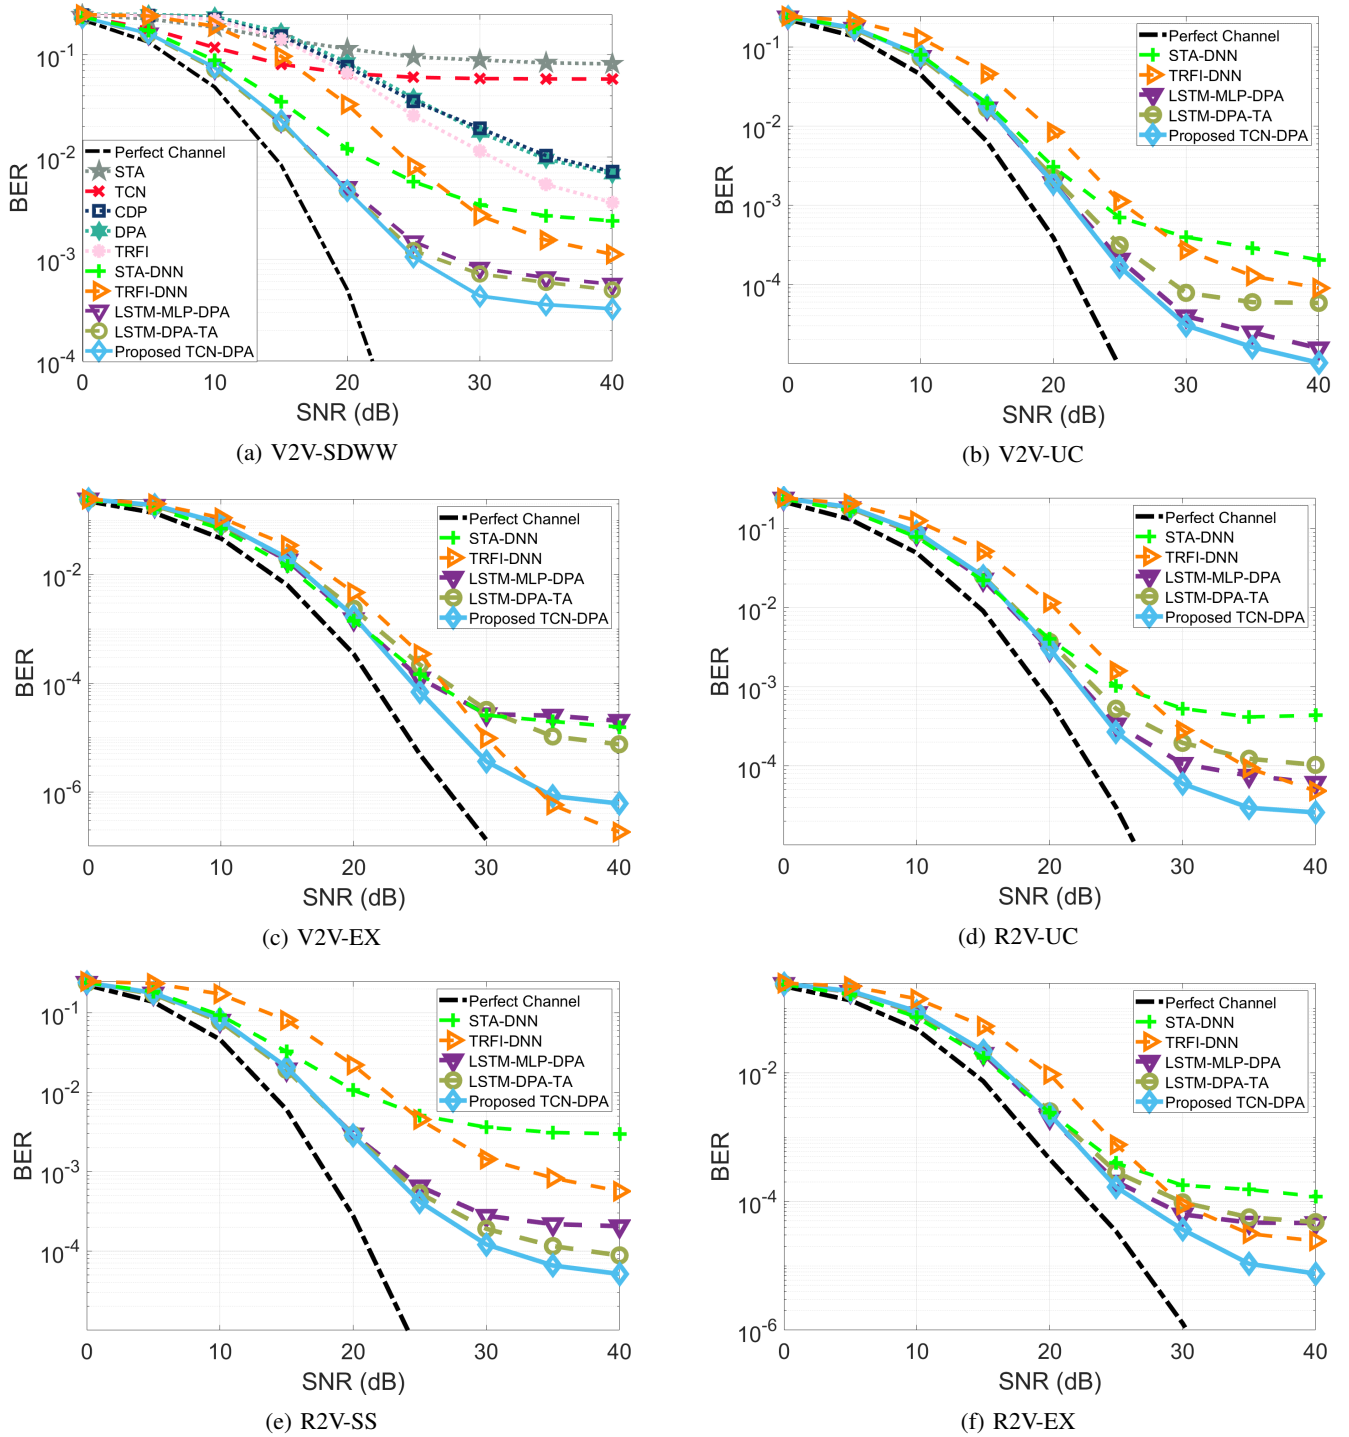 10^-1
10^-2
10^-3
10^-4
BER
Perfect Channel
STA
TCN
CDP
DPA
TRFI
STA-DNN
TRFI-DNN
LSTM-MLP-DPA
LSTM-DPA-TA
Proposed TCN-DPA
0 10 20 30 40
SNR (dB)
(a) V2V-SDWW
10^-1
10^-2
10^-3
10^-4
BER
Perfect Channel
STA-DNN
TRFI-DNN
LSTM-MLP-DPA
LSTM-DPA-TA
Proposed TCN-DPA
0 10 20 30 40
SNR (dB)
(b) V2V-UC
10^-2
10^-4
10^-6
BER
Perfect Channel
STA-DNN
TRFI-DNN
LSTM-MLP-DPA
LSTM-DPA-TA
Proposed TCN-DPA
0 10 20 30 40
SNR (dB)
(c) V2V-EX
10^-1
10^-2
10^-3
10^-4
BER
Perfect Channel
STA-DNN
TRFI-DNN
LSTM-MLP-DPA
LSTM-DPA-TA
Proposed TCN-DPA
0 10 20 30 40
SNR (dB)
(d) R2V-UC
10^-1
10^-2
10^-3
10^-4
BER
Perfect Channel
STA-DNN
TRFI-DNN
LSTM-MLP-DPA
LSTM-DPA-TA
Proposed TCN-DPA
0 10 20 30 40
SNR (dB)
(e) R2V-SS
10^-2
10^-4
10^-6
BER
Perfect Channel
STA-DNN
TRFI-DNN
LSTM-MLP-DPA
LSTM-DPA-TA
Proposed TCN-DPA
0 10 20 30 40
SNR (dB)
(f) R2V-EX